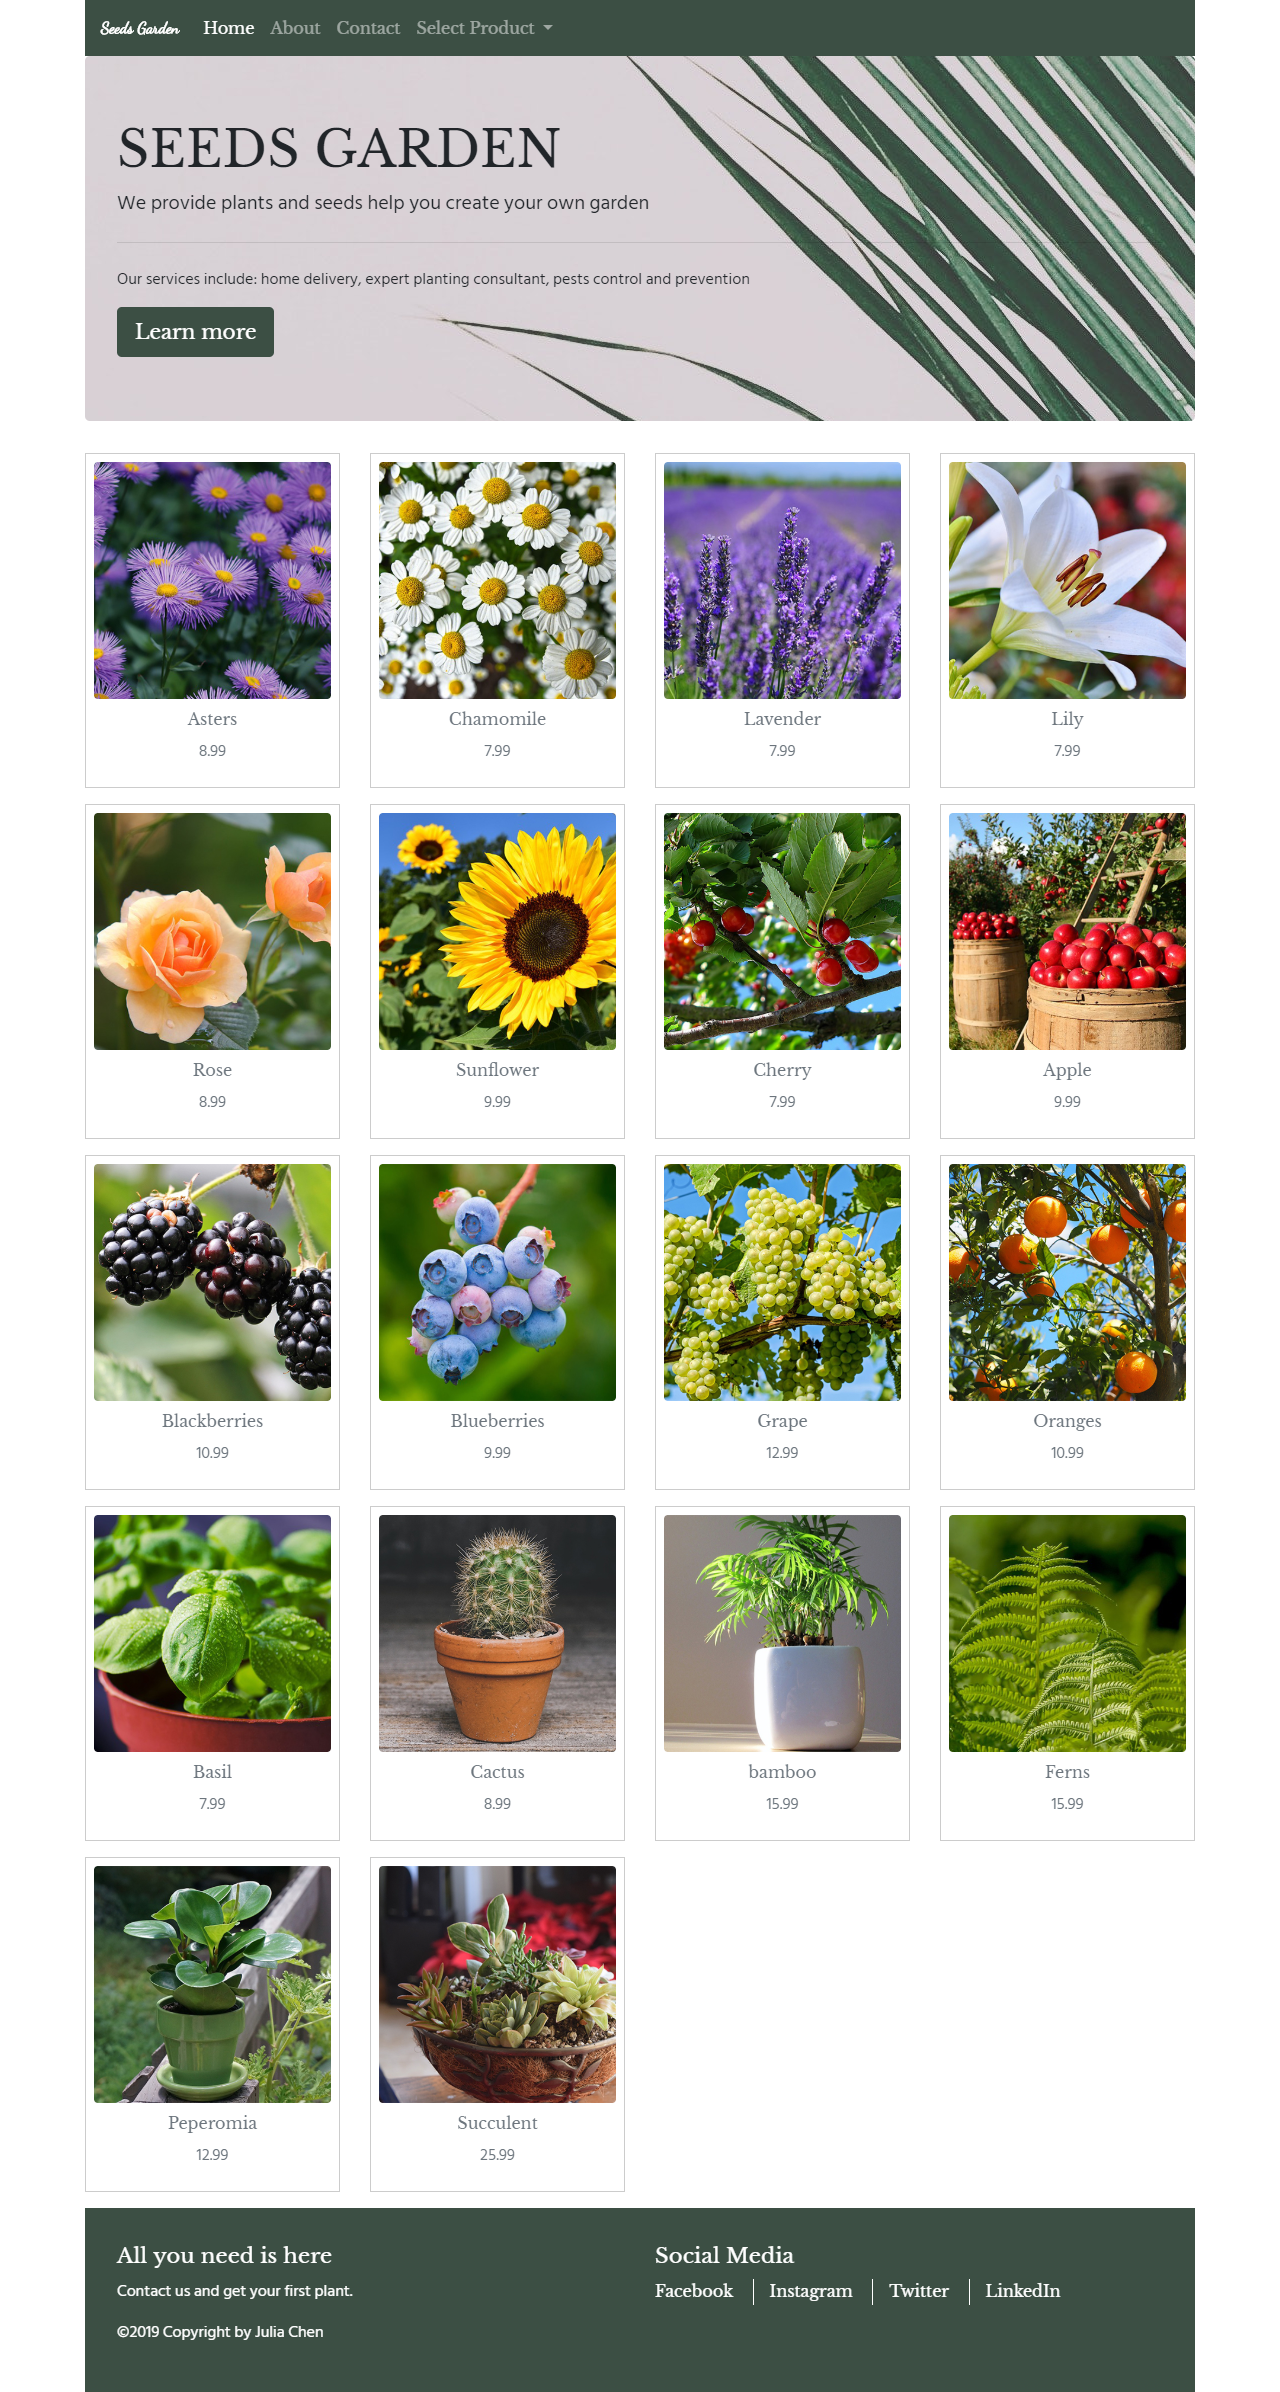 Seeds Garden Home About Contact Select Product
SEEDS GARDEN
We provide plants and seeds help you create your own garden
Our services include: home delivery, expert planting consultant, pests control and prevention
Learn more
Asters
8.99
Chamomile
7.99
Lavender
7.99
Lily
7.99
Rose
8.99
Sunflower
9.99
Cherry
7.99
Apple
9.99
Blackberries
10.99
Blueberries
9.99
Grape
12.99
Oranges
10.99
Basil
7.99
Cactus
8.99
bamboo
15.99
Ferns
15.99
Peperomia
12.99
Succulent
25.99
All you need is here
Contact us and get your first plant.
©2019 Copyright by Julia Chen
Social Media
Facebook Instagram Twitter LinkedIn